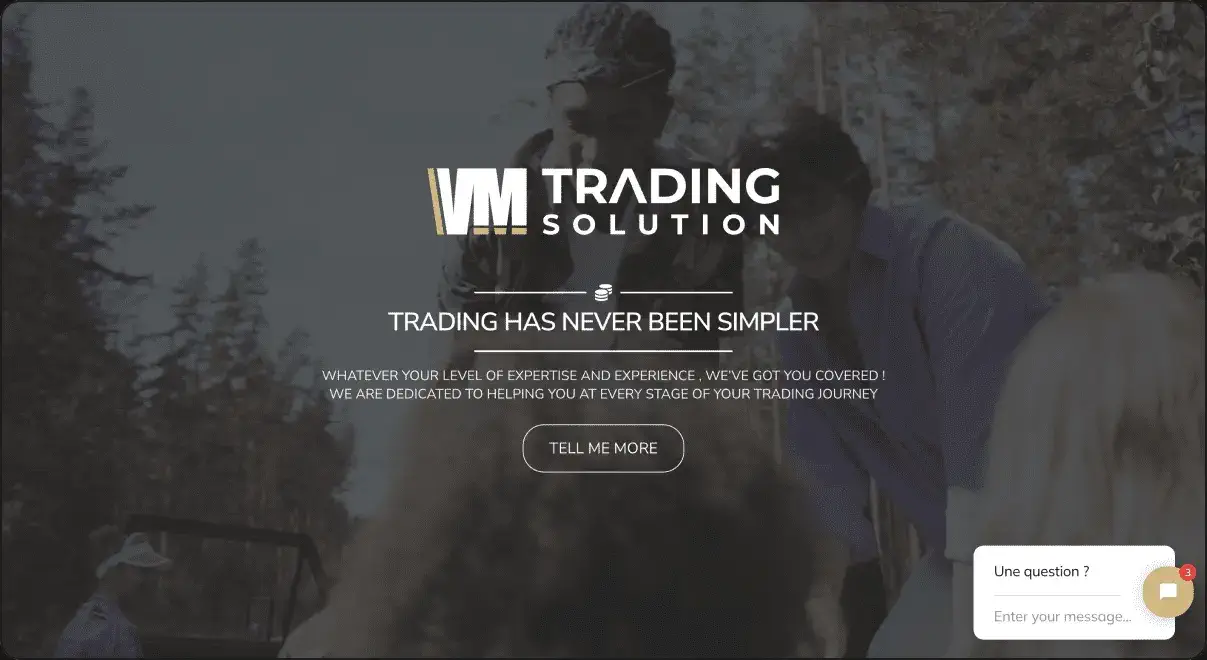 VM TRADING
SOLUTION
TRADING HAS NEVER BEEN SIMPLER
WHATEVER YOUR LEVEL OF EXPERTISE AND EXPERIENCE , WE'VE GOT YOU COVERED !
WE ARE DEDICATED TO HELPING YOU AT EVERY STAGE OF YOUR TRADING JOURNEY
TELL ME MORE
Une question ?
3
Enter your message...